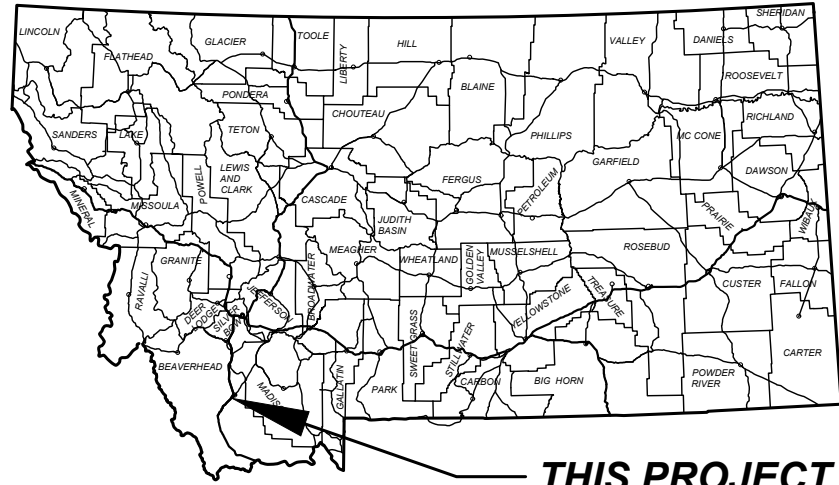 LINCOLN
FLATHEAD
GLACIER
TOOLE
LIBERTY
HILL
BLAINE
VALLEY
DANIELS
SHERIDAN
ROOSEVELT
PONDERA
CHOUTEAU
PHILLIPS
RICHLAND
MC CONE
SANDERS
LAKE
TETON
LEWIS
AND
CLARK
CASCADE
FERGUS
PETROLEUM
GARFIELD
DAWSON
MINERAL
MISSOULA
POWELL
JUDITH
BASIN
PRAIRIE
WIBAUX
GRANITE
MEAGHER
BROADWATER
WHEATLAND
GOLDEN
VALLEY
MUSSELSHELL
ROSEBUD
TREASURE
CUSTER
FALLON
RAVALLI
DEER
LODGE
SILVER
BOW
JEFFERSON
YELLOWSTONE
SWEET GRASS
STILLWATER
BEAVERHEAD
GALLATIN
PARK
CARBON
BIG HORN
POWDER
RIVER
CARTER
THIS PROJECT